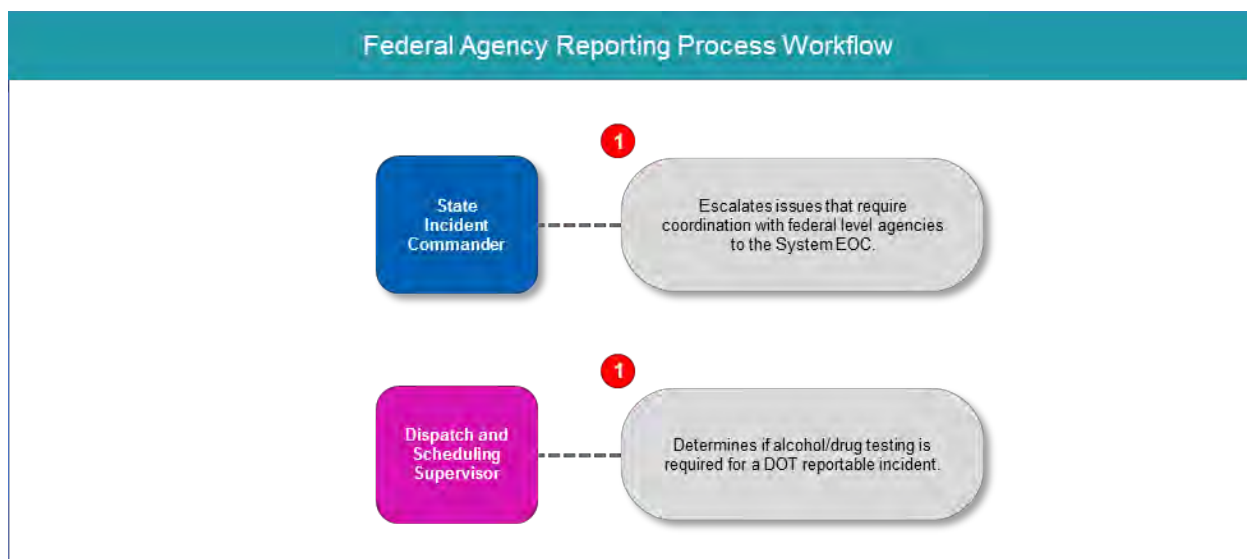 Federal Agency Reporting Process Workflow
1
State
Incident
Commander
Escalates issues that require
coordination with federal level agencies
to the System EOC.
1
Dispatch and
Scheduling
Supervisor
Determines if alcohol/drug testing is
required for a DOT reportable incident.